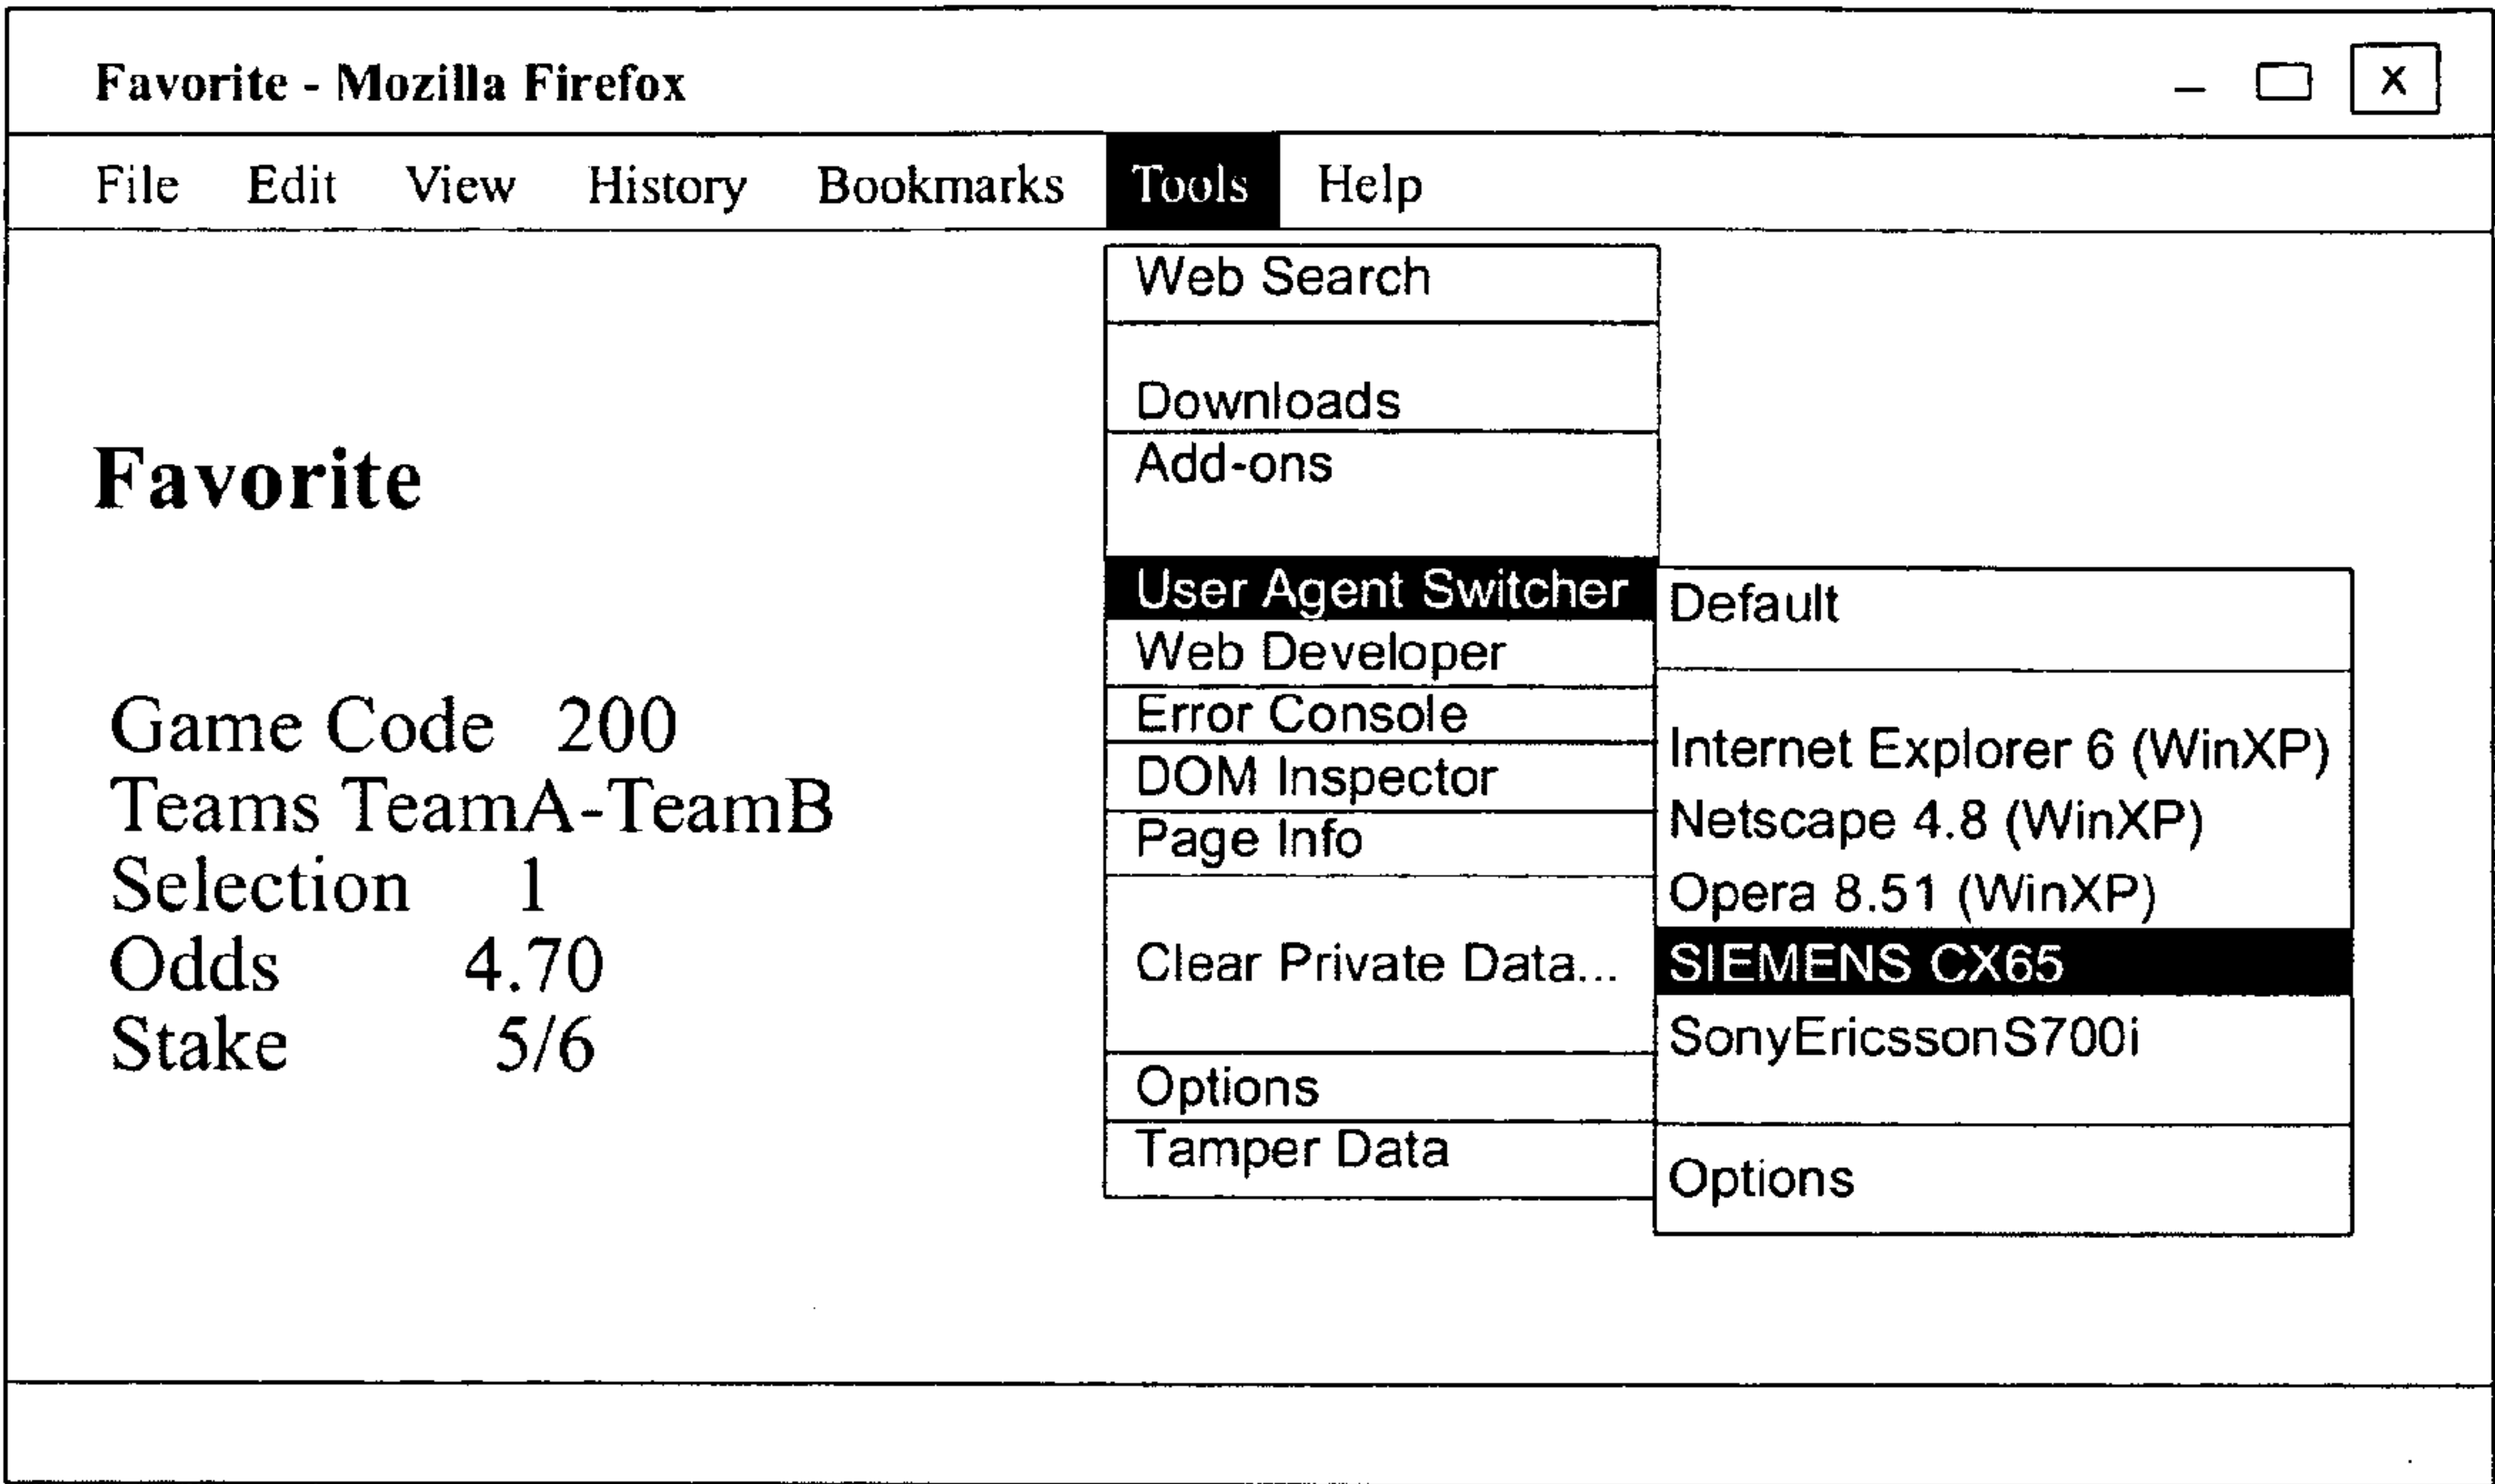 Favorite - Mozilla Firefox X
File Edit View History Bookmarks Tools Help
Favorite
Game Code 200
Teams TeamA-TeamB
Selection 1
Odds 4.70
Stake 5/6
Web Search
Downloads
Add-ons
User Agent Switcher
Web Developer
Error Console
DOM Inspector
Page Info
Clear Private Data...
Options
Tamper Data
Default
Internet Explorer 6 (WinXP)
Netscape 4.8 (WinXP)
Opera 8.51 (WinXP)
SIEMENS CX65
SonyEricssonS700i
Options